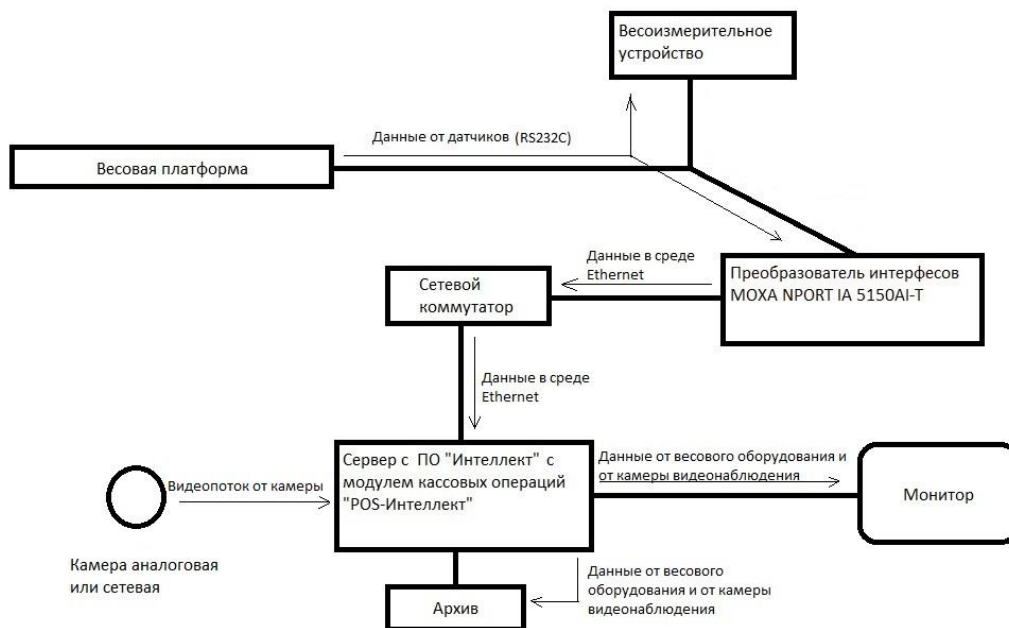 Весоизмерительное
устройство
Данные от датчиков (RS232C)
Весовая платформа
Данные в среде
Ethernet
Преобразователь интерфесов
MOXA NPORT IA 5150AI-T
Сетевой
коммутатор
Данные в среде
Ethernet
Сервер с ПО "Интеллект" с
модулем кассовых операций
"POS-Интеллект"
Данные от весового оборудования и
от камеры видеонаблюдения
Видеопоток от камеры
Монитор
Камера аналоговая
или сетевая
Данные от весового
оборудования и от камеры
видеонаблюдения
Архив